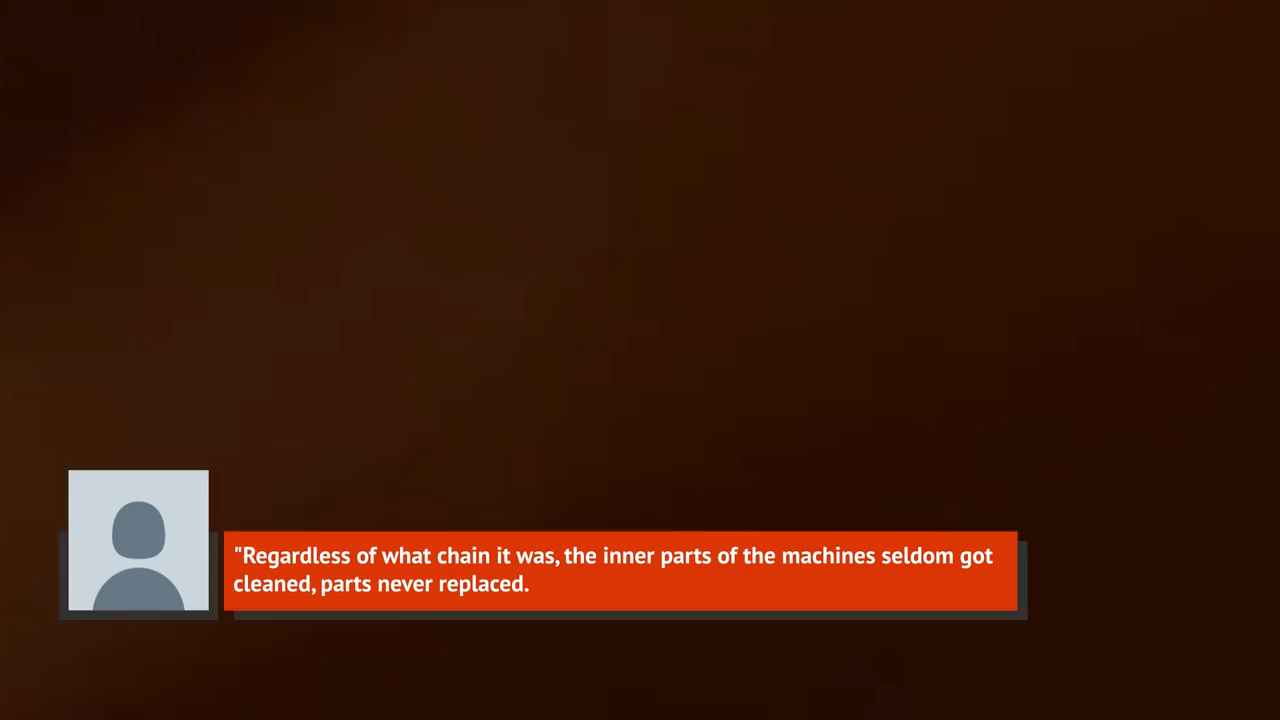 "Regardless of what chain it was, the inner parts of the machines seldom got
cleaned, parts never replaced.